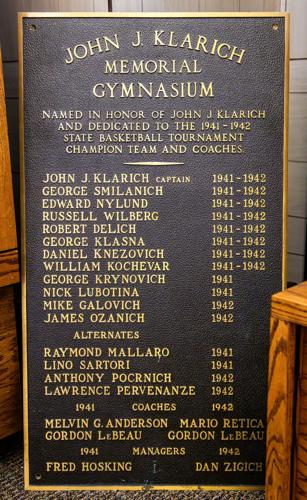 JOHN J. KLARICH
MEMORIAL
GYMNASIUM
NAMED IN HONOR OF JOHN J. KLARICH
AND DEDICATED TO THE 1941-1942
STATE BASKETBALL TOURNAMENT
CHAMPION TEAM AND COACHES.
JOHN J. KLARICH CAPTAIN 1941-1942
GEORGE SMILANICH 1941-1942
EDWARD NYLUND 1941-1942
RUSSELL WILBERG 1941-1942
ROBERT DELICH 1941-1942
GEORGE KLASNA 1941-1942
DANIEL KNEZOVICH 1941-1942
WILLIAM KOCHEVAR 1941-1942
GEORGE KRYNOVICH 1941
NICK LUBOTINA 1941
MIKE GALOVICH 1942
JAMES OZANICH 1942
ALTERNATES
RAYMOND MALLARO 1941
LINO SARTORI 1941
ANTHONY POCRNICH 1942
LAWRENCE PERVENANZE 1942
1941 COACHES 1942
MELVIN G. ANDERSON MARIO RETICA
GORDON LEBEAU GORDON LEBEAU
1941 MANAGERS 1942
FRED HOSKING DAN ZIGICH